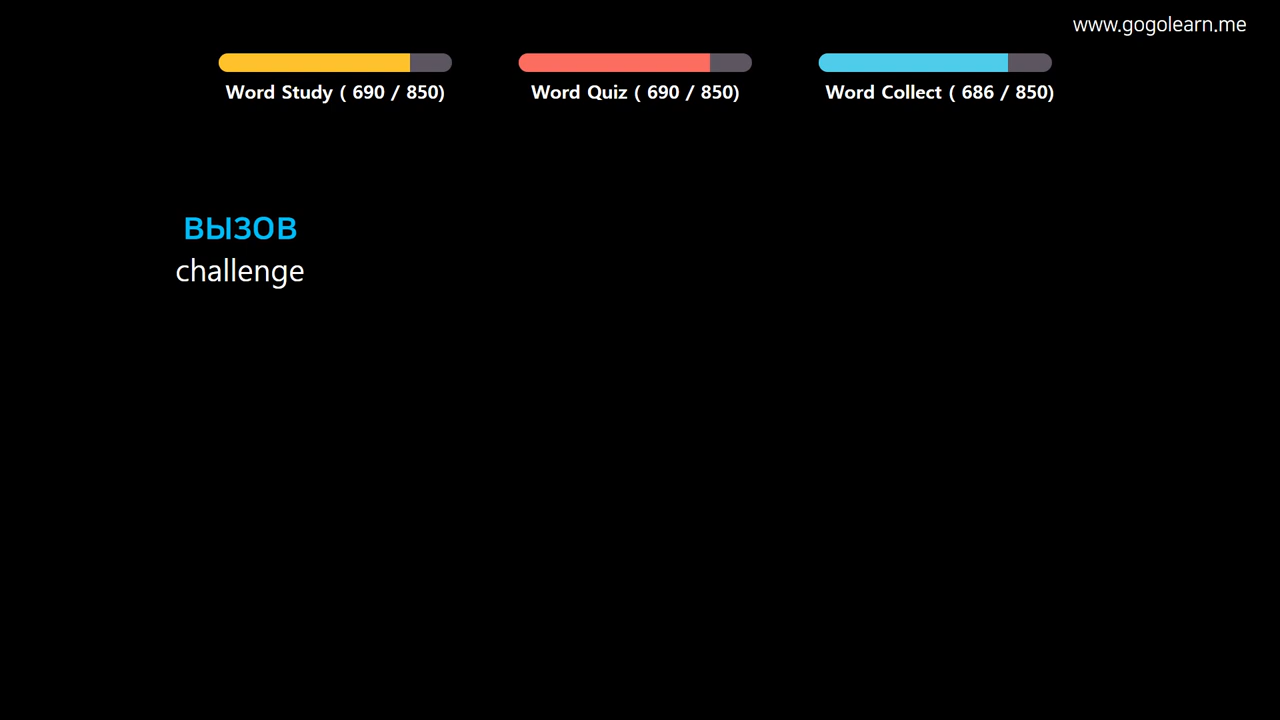 www.gogolearn.me
Word Study ( 690 / 850)
Word Quiz ( 690 / 850)
Word Collect ( 686 / 850)
вызов
challenge